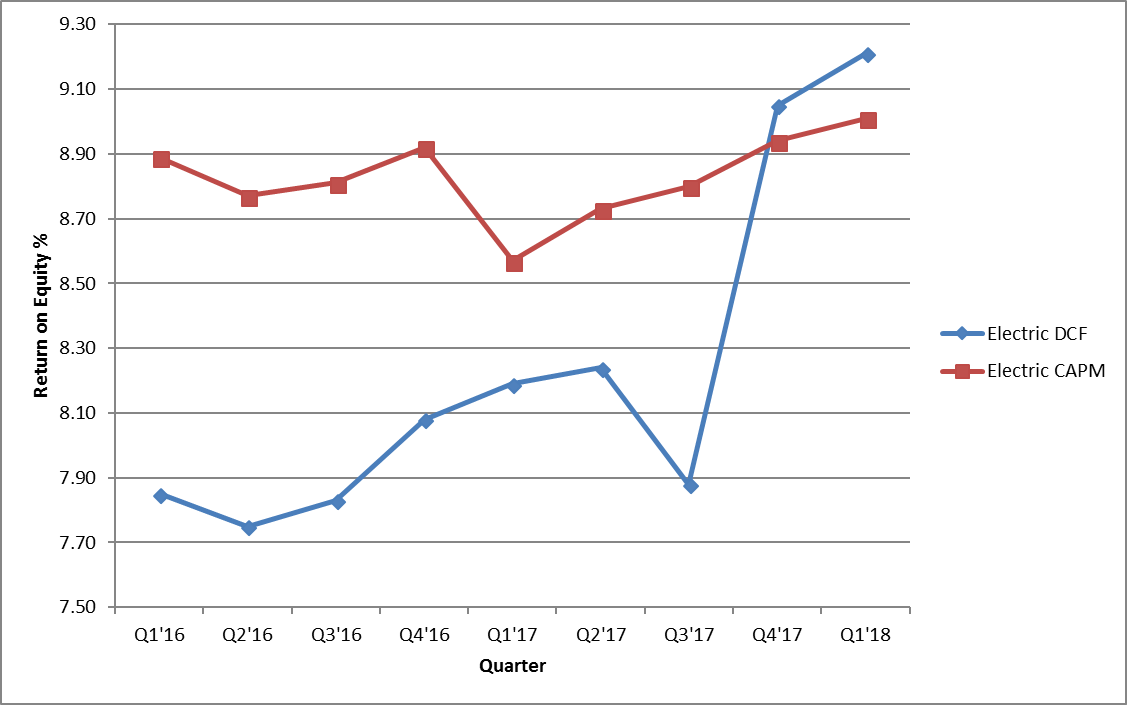 9.30
9.10
8.90
8.70
8.50
8.30
8.10
7.90
7.70
7.50
Return on Equity %
Q1'16 Q2'16 Q3'16 Q4'16 Q1'17 Q2'17 Q3'17 Q4'17 Q1'18
Quarter
Electric DCF
Electric CAPM